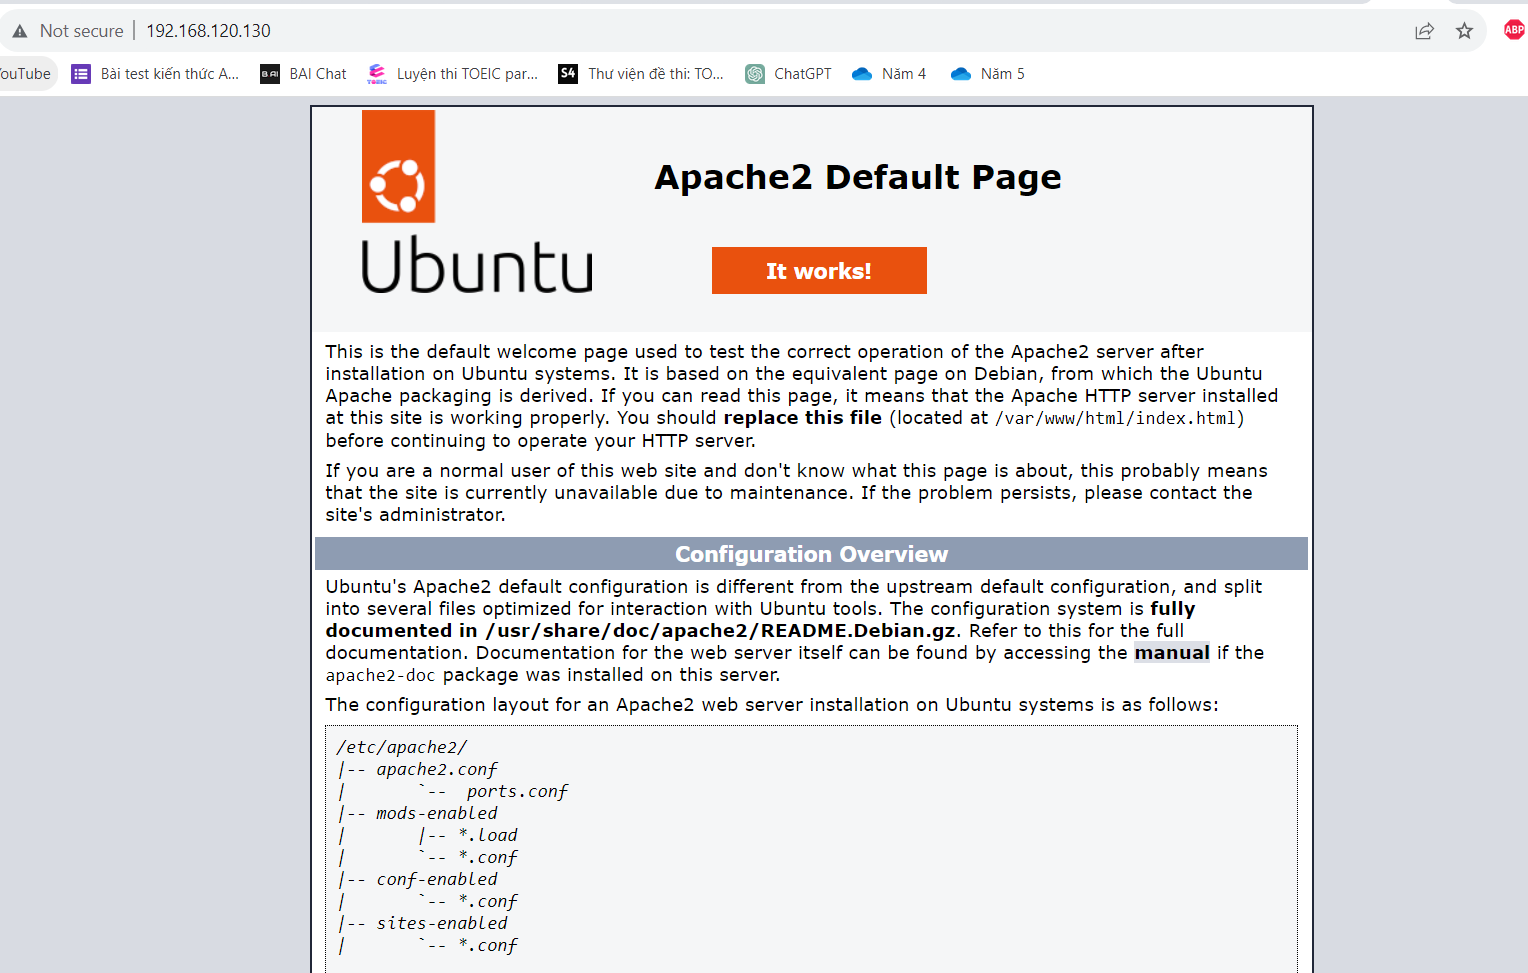 Not secure | 192.168.120.130
ABP
YouTube Bài test kiến thức A... BAI BAI Chat TOEIC Luyện thi TOEIC par... S4 Thư viện đề thi: TO... ChatGPT Năm 4 Năm 5
Apache2 Default Page
Ubuntu
It works!
This is the default welcome page used to test the correct operation of the Apache2 server after
installation on Ubuntu systems. It is based on the equivalent page on Debian, from which the Ubuntu
Apache packaging is derived. If you can read this page, it means that the Apache HTTP server installed
at this site is working properly. You should replace this file (located at /var/www/html/index.html)
before continuing to operate your HTTP server.
If you are a normal user of this web site and don't know what this page is about, this probably means
that the site is currently unavailable due to maintenance. If the problem persists, please contact the
site's administrator.
Configuration Overview
Ubuntu's Apache2 default configuration is different from the upstream default configuration, and split
into several files optimized for interaction with Ubuntu tools. The configuration system is fully
documented in /usr/share/doc/apache2/README.Debian.gz. Refer to this for the full
documentation. Documentation for the web server itself can be found by accessing the manual if the
apache2-doc package was installed on this server.
The configuration layout for an Apache2 web server installation on Ubuntu systems is as follows:
/etc/apache2/
|-- apache2.conf
|       `--  ports.conf
|-- mods-enabled
|       |-- *.load
|       `-- *.conf
|-- conf-enabled
|       `-- *.conf
|-- sites-enabled
|       `-- *.conf